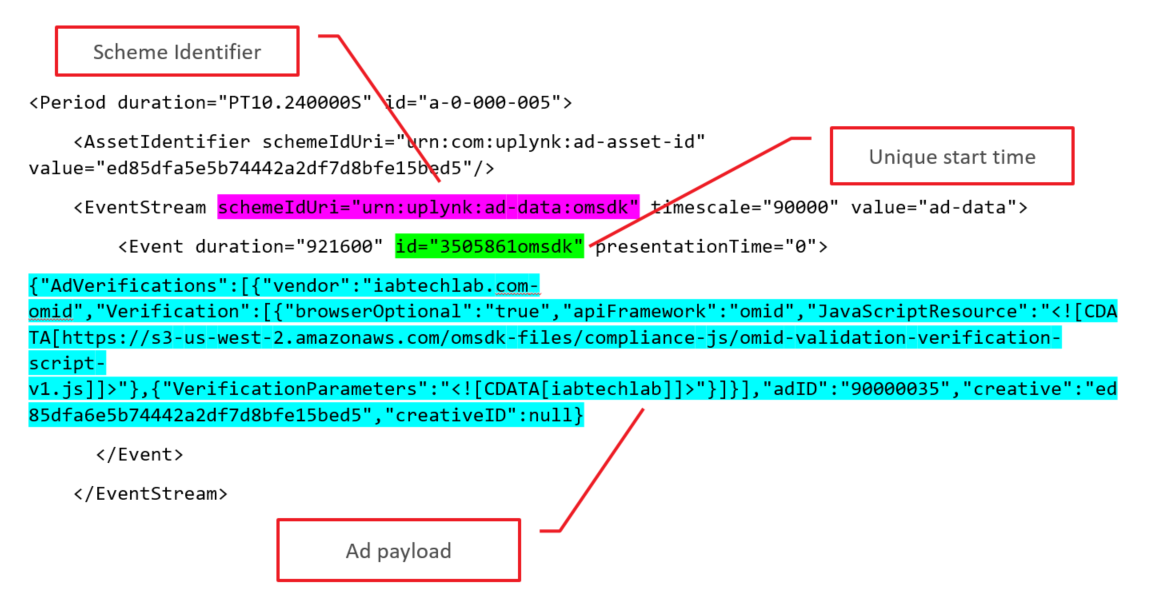 Scheme Identifier
<Period duration="PT10.240000S" id="a-0-000-005">
<AssetIdentifier schemeIdUri="urn:com:uplynk:ad-asset-id"
value="ed85dfa5e5b74442a2df7d8bfe15bed5"/>
Unique start time
<EventStream schemeIdUri="urn:uplynk:ad-data:omsdk" timescale="90000" value="ad-data">
<Event duration="921600" id="3505861omsdk" presentationTime="0">
{"AdVerifications":[{"vendor":"iabtechlab.com-
omid","Verification":[{"browserOptional":"true","apiFramework":"omid","JavaScriptResource":"<![CDA
TA[https://s3-us-west-2.amazonaws.com/omsdk-files/compliance-js/omid-validation-verification-
script-
v1.js]]>"},{"VerificationParameters":"<![CDATA[iabtechlab]]>"}]}],"adID":"90000035","creative":"ed
85dfa6e5b74442a2df7d8bfe15bed5","creativeID":null}
</Event>
</EventStream>
Ad payload